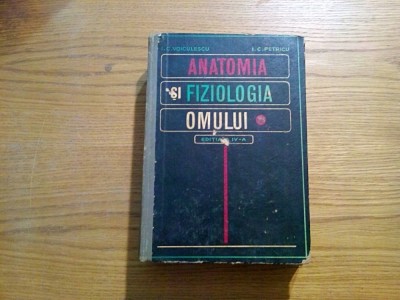 I.C. VOICULESCU I.C. PETRICU
ANATOMIA
ȘI FIZIOLOGIA
OMULUI
EDIȚIA IV-A